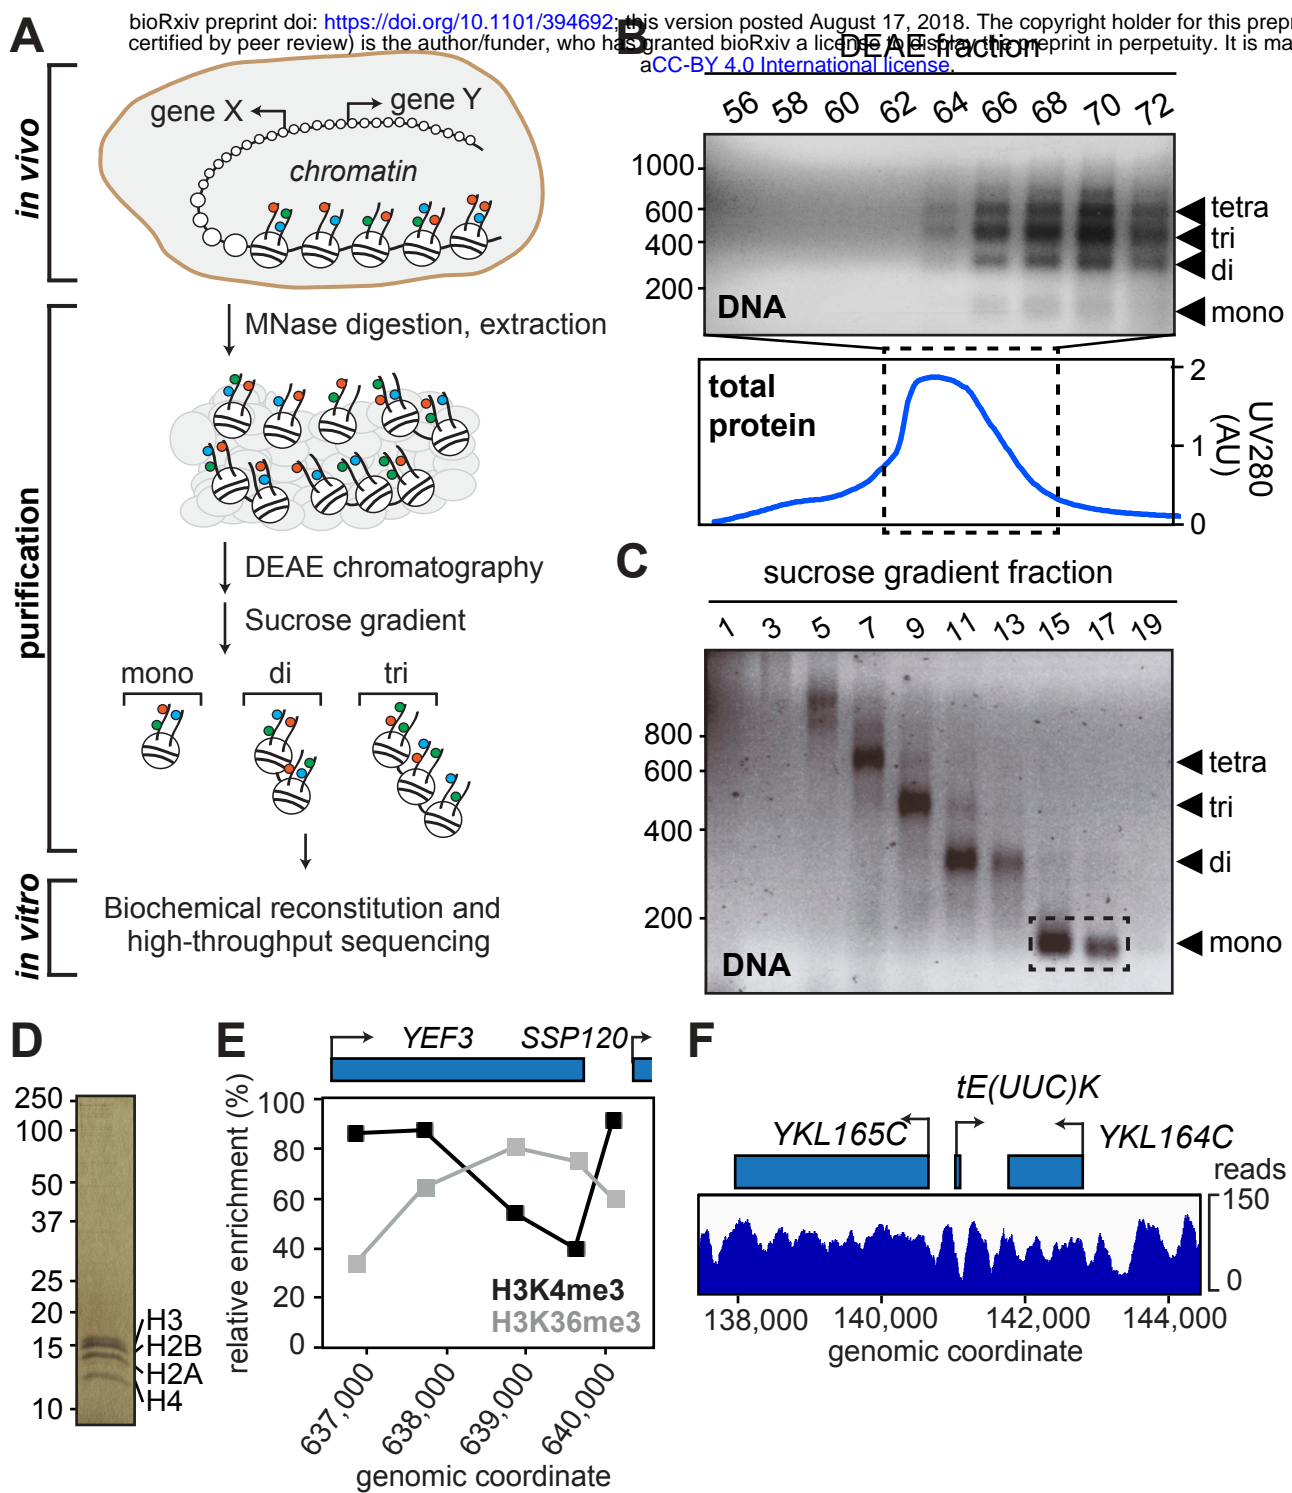 bioRxiv preprint doi: https://doi.org/10.1101/394692; this version posted August 17, 2018. The copyright holder for this prepr
certified by peer review) is the author/funder, who has granted bioRxiv a license to display the preprint in perpetuity. It is ma
aCC-BY 4.0 International license.
A
in vivo
gene X
gene Y
chromatin
purification
MNase digestion, extraction
DEAE chromatography
Sucrose gradient
mono di tri
in vitro
Biochemical reconstitution and
high-throughput sequencing
B
DEAE fraction
56 58 60 62 64 66 68 70 72
1000
600
400
200
DNA
tetra
tri
di
mono
total
protein
2
1
0
UV280
(AU)
C
sucrose gradient fraction
1 3 5 7 9 11 13 15 17 19
800
600
400
200
DNA
tetra
tri
di
mono
D
250
100
50
37
25
20
15
10
H3
H2B
H2A
H4
E
YEF3 SSP120
relative enrichment (%)
100
80
60
40
20
0
H3K4me3
H3K36me3
637,000 638,000 639,000 640,000
genomic coordinate
F
tE(UUC)K
YKL165C YKL164C
reads
150
0
138,000 140,000 142,000 144,000
genomic coordinate